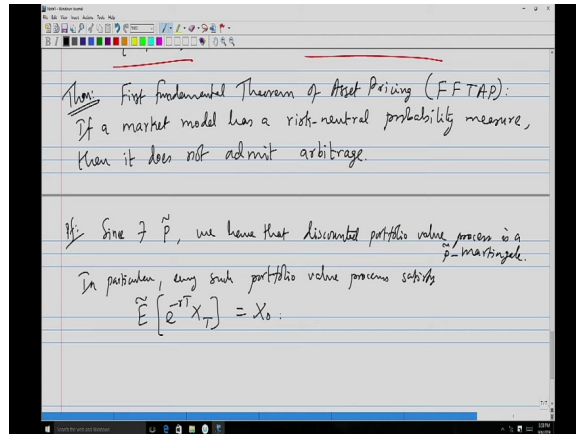 Thm: First Fundamental Theorem of Asset Pricing (FFTAP):
If a market model has a risk-neutral probability measure,
then it does not admit arbitrage.
Pf: Since ∃ P̃, we have that discounted portfolio value process is a
P̃-martingale.
In particular, every such portfolio value process satisfies
Ẽ[e^{-rT} X_T] = X_0.